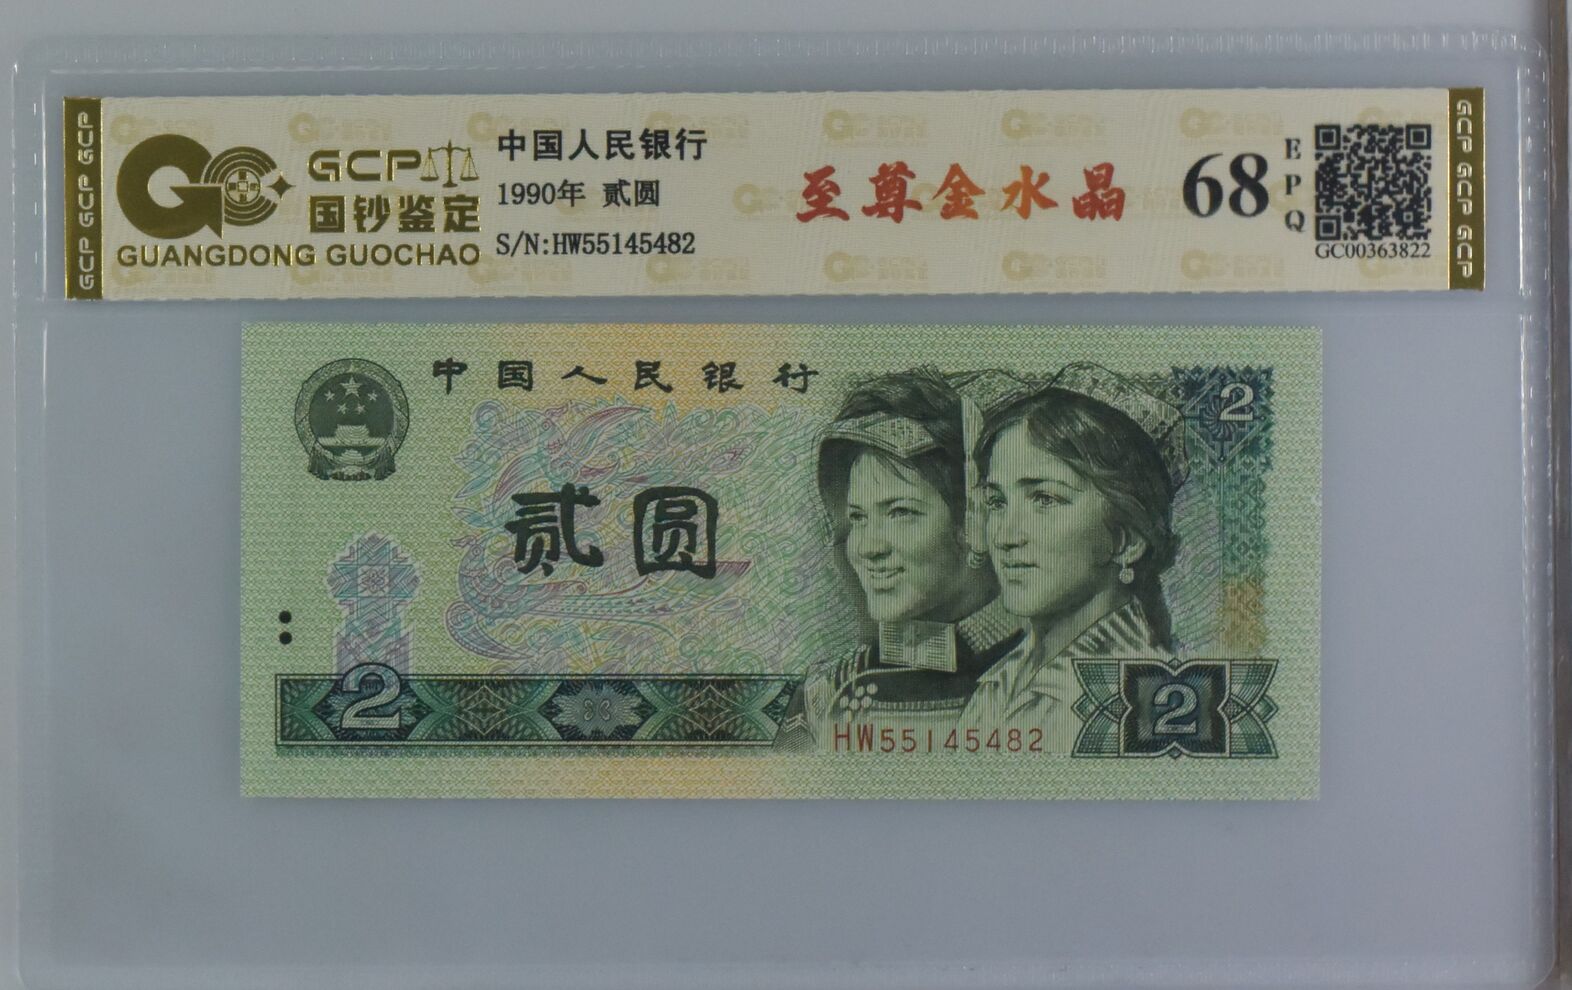 GCP GCP GCP
GCP
国钞鉴定
GUANGDONG GUOCHAO
中国人民银行
1990年 贰圆
S/N:HW55145482
至尊金水晶
68
EPQ
GC00363822
GCP GCP GCP
中国人民银行
2
贰圆
2
HW55145482
2